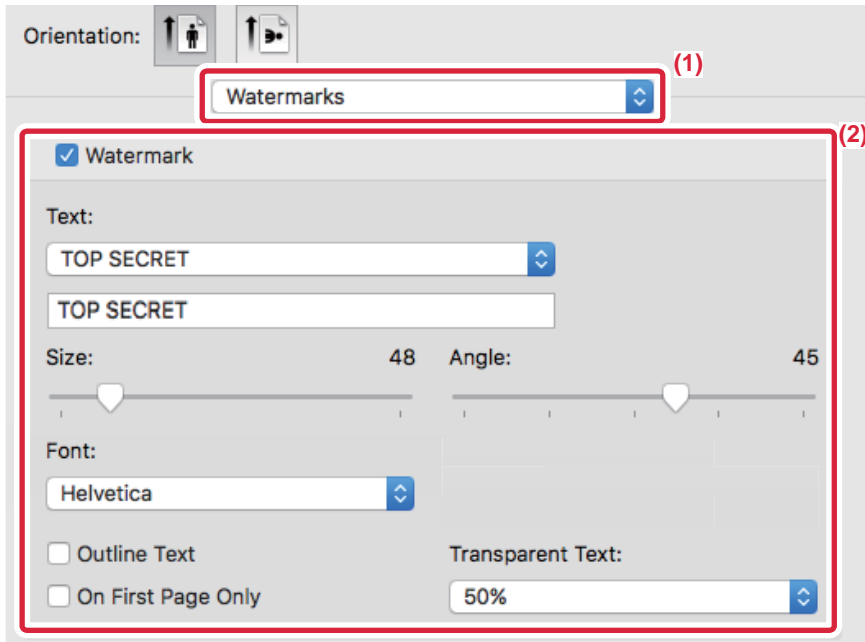 Orientation:
(1)
Watermarks
(2)
Watermark
Text:
TOP SECRET
TOP SECRET
Size: 48 Angle: 45
Font:
Helvetica
Outline Text Transparent Text:
On First Page Only 50%